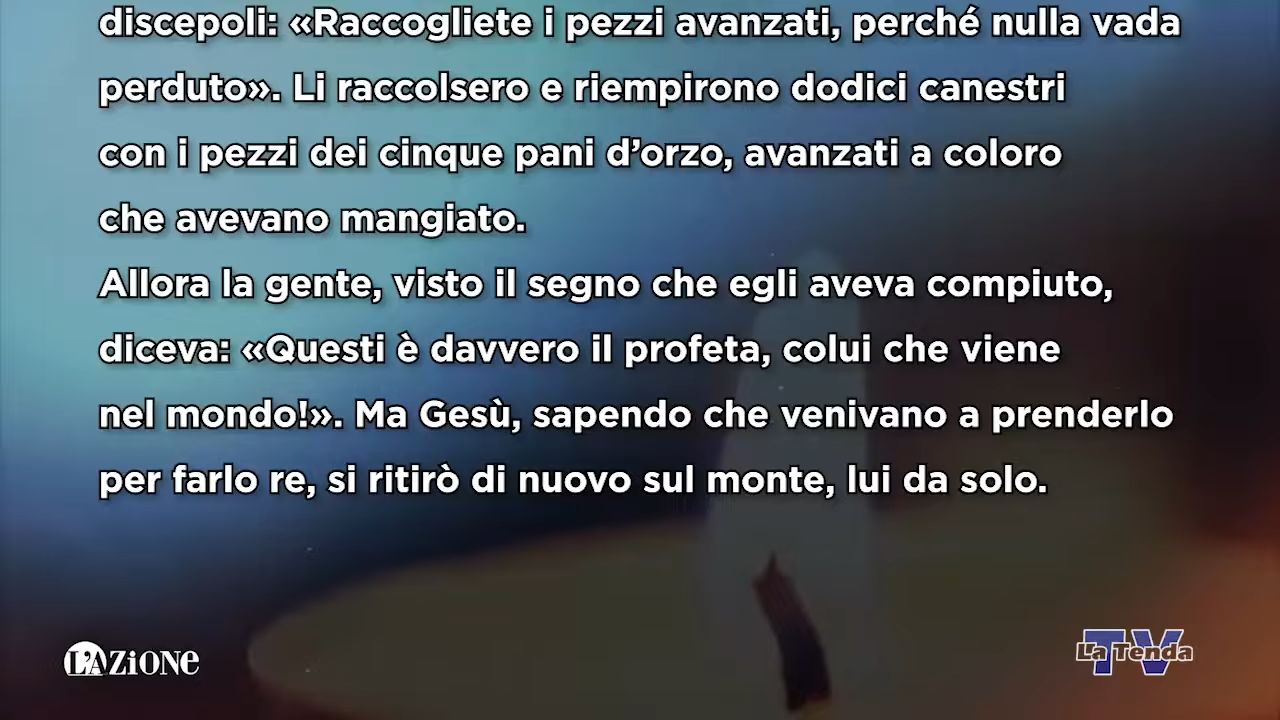 discepoli: «Raccogliete i pezzi avanzati, perché nulla vada
perduto». Li raccolsero e riempirono dodici canestri
con i pezzi dei cinque pani d’orzo, avanzati a coloro
che avevano mangiato.
Allora la gente, visto il segno che egli aveva compiuto,
diceva: «Questi è davvero il profeta, colui che viene
nel mondo!». Ma Gesù, sapendo che venivano a prenderlo
per farlo re, si ritirò di nuovo sul monte, lui da solo.
L'AZiONe
La Tenda TV